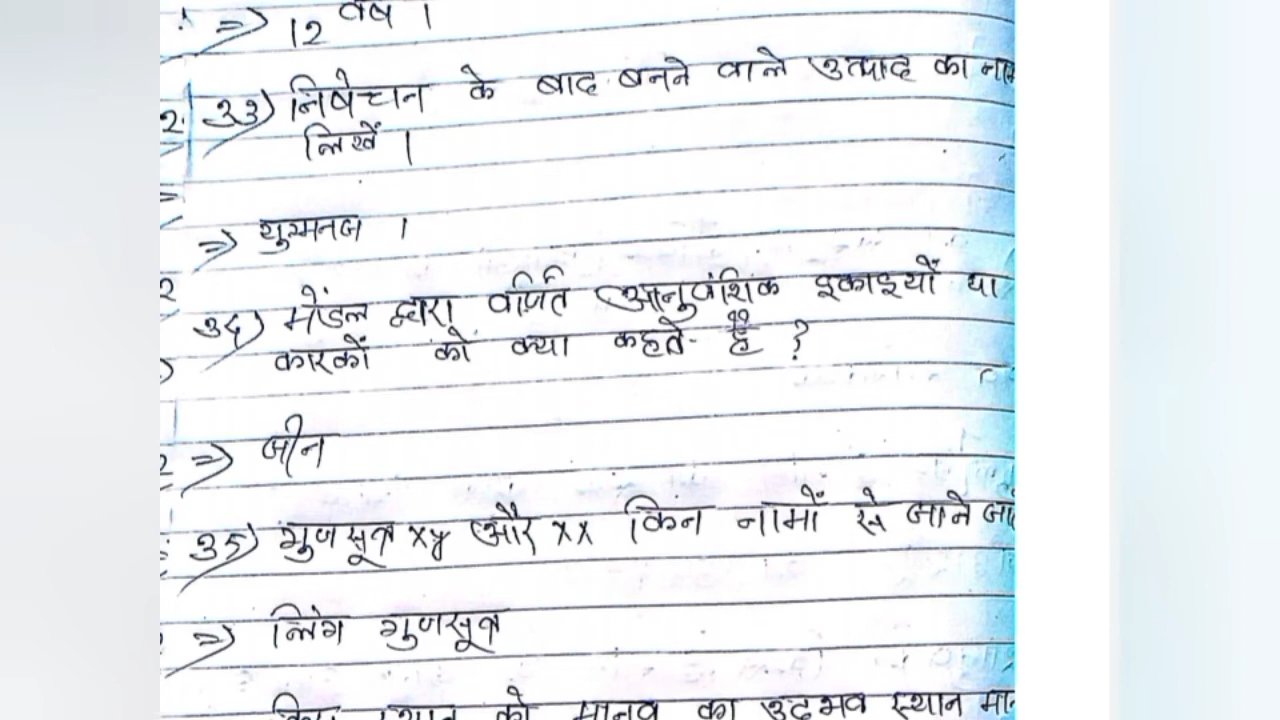 ⇒ 12 वर्ष ।
33) निषेचन के बाद बनने वाले उत्पाद का नाम
लिखें ।
⇒ युग्मनज ।
34) मेंडल द्वारा वर्णित आनुवंशिक इकाइयों या
कारकों को क्या कहते हैं ?
⇒ जीन
35) गुणसूत्र xy और xx किन नामों से जाने
⇒ लिंग गुणसूत्र
को मानव का उद्भव स्थान